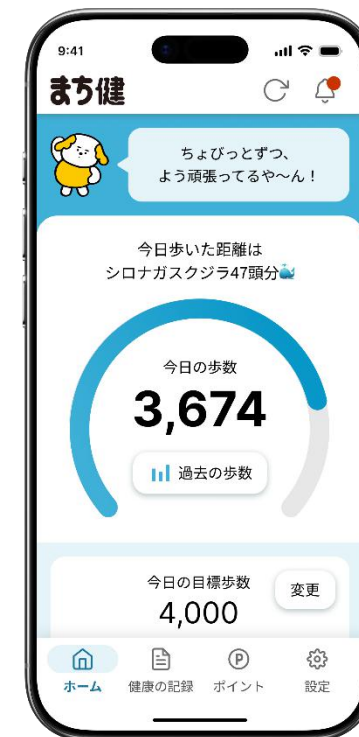 9:41
まち健
ちょびっとずつ、
よう頑張ってるや〜ん！
今日歩いた距離は
シロナガスクジラ47頭分🐳
今日の歩数
3,674
過去の歩数
今日の目標歩数
4,000
変更
ホーム
健康の記録
P
ポイント
設定